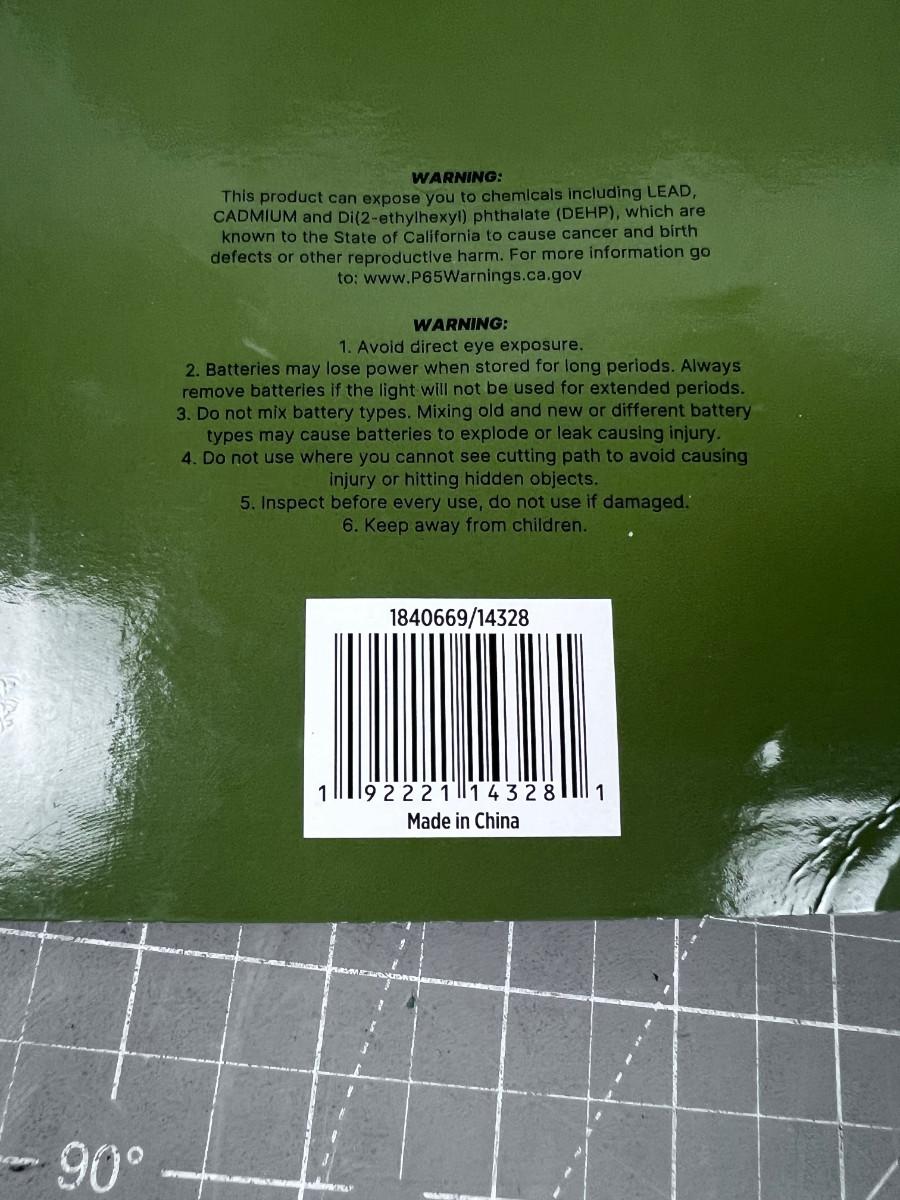 WARNING:
This product can expose you to chemicals including LEAD,
CADMIUM and Di(2-ethylhexyl) phthalate (DEHP), which are
known to the State of California to cause cancer and birth
defects or other reproductive harm. For more information go
to: www.P65Warnings.ca.gov
WARNING:
1. Avoid direct eye exposure.
2. Batteries may lose power when stored for long periods. Always
remove batteries if the light will not be used for extended periods.
3. Do not mix battery types. Mixing old and new or different battery
types may cause batteries to explode or leak causing injury.
4. Do not use where you cannot see cutting path to avoid causing
injury or hitting hidden objects.
5. Inspect before every use, do not use if damaged.
6. Keep away from children.
1840669/14328
1 92221 14328 1
Made in China
90°